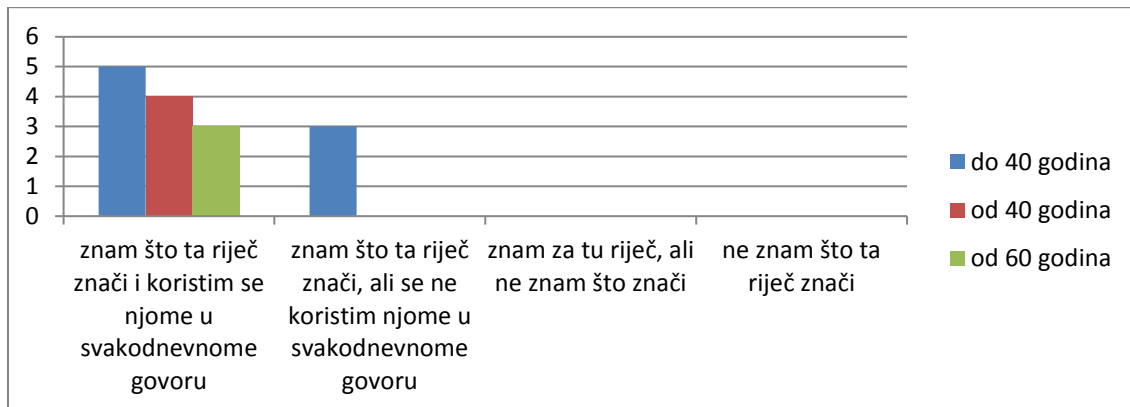 6
5
4
3
2
1
0
znam što ta riječ
znači i koristim se
njome u
svakodnevnome
govoru
znam što ta riječ
znači, ali se ne
koristim njome u
svakodnevnome
govoru
znam za tu riječ, ali
ne znam što znači
ne znam što ta
riječ znači
do 40 godina
od 40 godina
od 60 godina